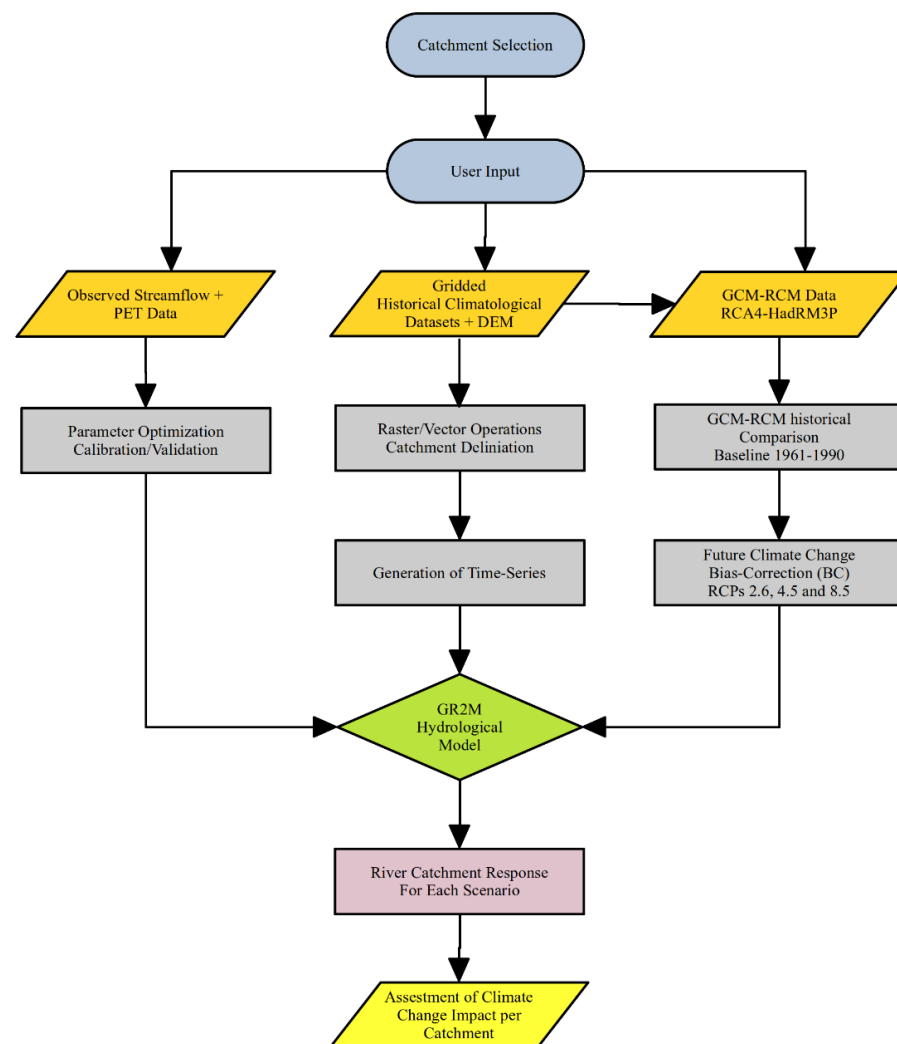 Catchment Selection
User Input
Observed Streamflow +
PET Data
Gridded
Historical Climatological
Datasets + DEM
GCM-RCM Data
RCA4-HadRM3P
Parameter Optimization
Calibration/Validation
Raster/Vector Operations
Catchment Deliniation
GCM-RCM historical
Comparison
Baseline 1961-1990
Generation of Time-Series
Future Climate Change
Bias-Correction (BC)
RCPs 2.6, 4.5 and 8.5
GR2M
Hydrological
Model
River Catchment Response
For Each Scenario
Assestment of Climate
Change Impact per
Catchment